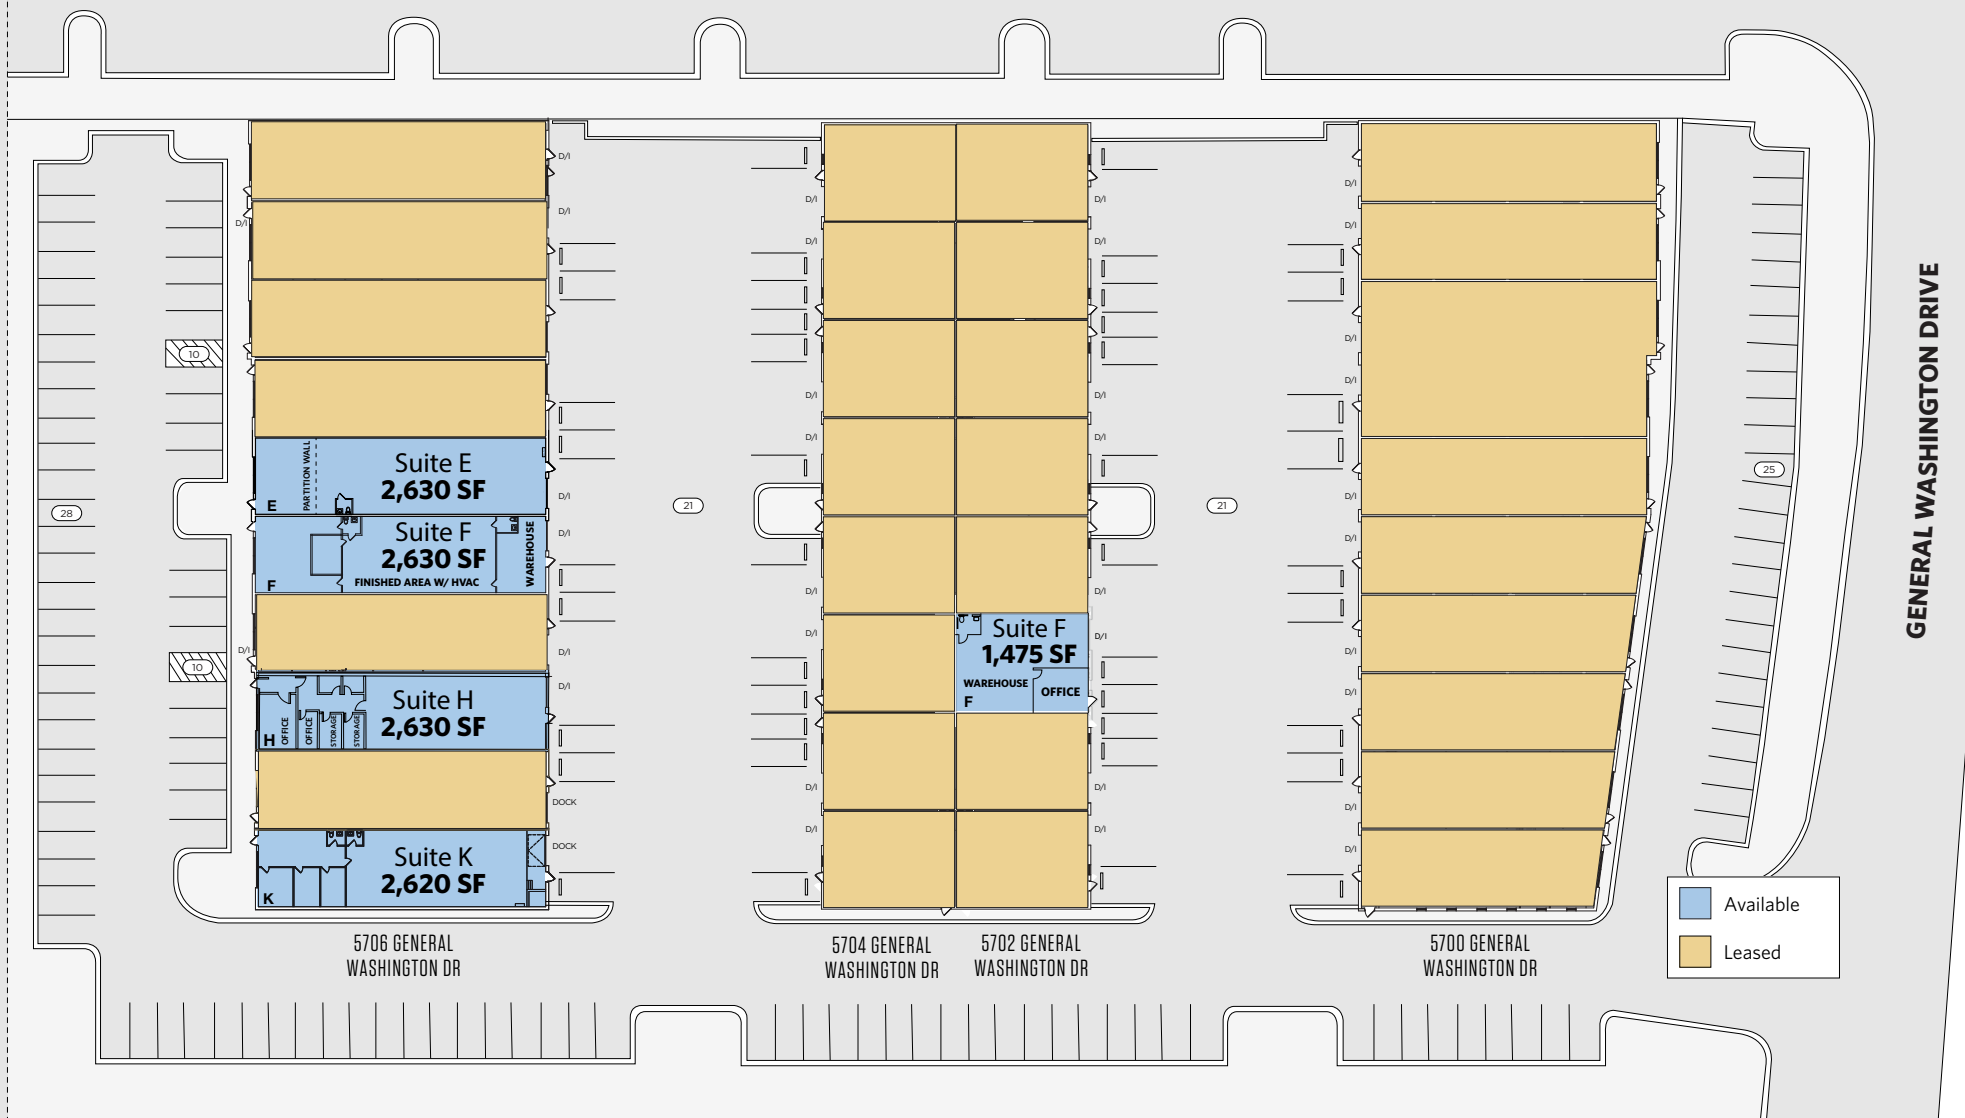 D/I
D/I
D/I
D/I
D/I
D/I
D/I
D/I
D/I
D/I
D/I
D/I
10
D/I
D/I
D/I
D/I
D/I
D/I
D/I
GENERAL WASHINGTON DRIVE
PARTITION WALL
Suite E
2,630 SF
E
25
28
21
21
D/I
D/I
Suite F
2,630 SF
FINISHED AREA W/ HVAC
F
WAREHOUSE
D/I
D/I
D/I
D/I
Suite F
1,475 SF
WAREHOUSE
F
OFFICE
D/I
D/I
D/I
D/I
D/I
D/I
10
Suite H
2,630 SF
H
OFFICE
OFFICE
STORAGE
STORAGE
D/I
D/I
D/I
D/I
D/I
DOCK
D/I
D/I
D/I
DOCK
Suite K
2,620 SF
K
5706 GENERAL
WASHINGTON DR
5704 GENERAL
WASHINGTON DR
5702 GENERAL
WASHINGTON DR
5700 GENERAL
WASHINGTON DR
Available
Leased